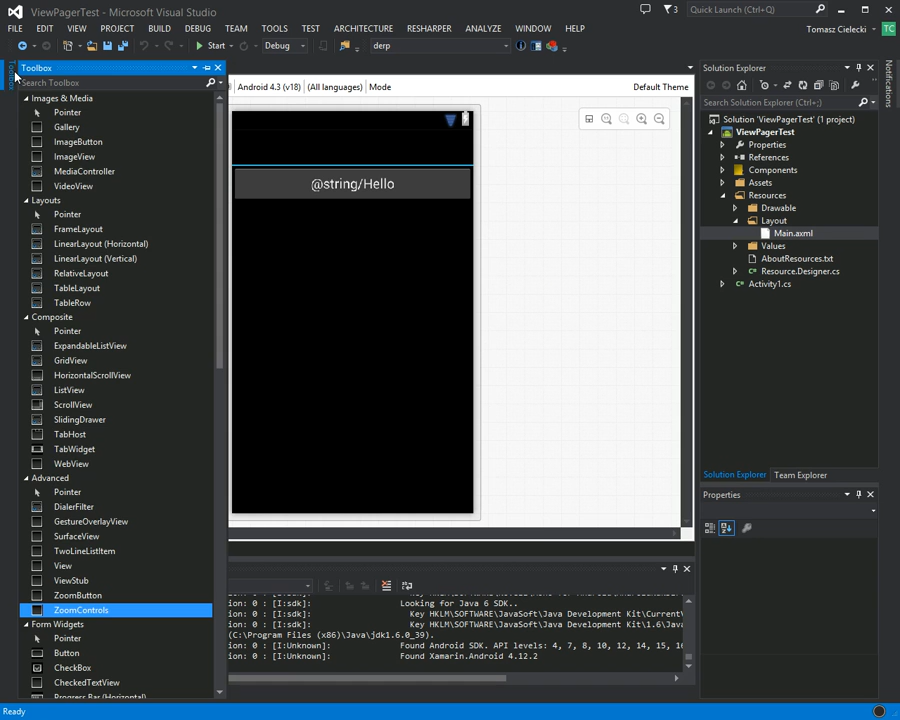 ViewPagerTest - Microsoft Visual Studio
3
Quick Launch (Ctrl+Q)
FILE EDIT VIEW PROJECT BUILD DEBUG TEAM TOOLS TEST ARCHITECTURE RESHARPER ANALYZE WINDOW HELP
Tomasz Cielecki
TC
Start
Debug
derp
Toolbox
Toolbox
Search Toolbox
Images & Media
Pointer
Gallery
ImageButton
ImageView
MediaController
VideoView
Layouts
Pointer
FrameLayout
LinearLayout (Horizontal)
LinearLayout (Vertical)
RelativeLayout
TableLayout
TableRow
Composite
Pointer
ExpandableListView
GridView
HorizontalScrollView
ListView
ScrollView
SlidingDrawer
TabHost
TabWidget
WebView
Advanced
Pointer
DialerFilter
GestureOverlayView
SurfaceView
TwoLineListItem
View
ViewStub
ZoomButton
ZoomControls
Form Widgets
Pointer
Button
CheckBox
CheckedTextView
Progress Bar (Horizontal)
Android 4.3 (v18) (All languages) Mode
Default Theme
@string/Hello
ion: 0 : [I:sdk]: Looking for Java 6 SDK..
ion: 0 : [I:sdk]: Key HKLM\SOFTWARE\JavaSoft\Java Development Kit\Current
ion: 0 : [I:sdk]: Key HKLM\SOFTWARE\JavaSoft\Java Development Kit\1.6\Java
(C:\Program Files (x86)\Java\jdk1.6.0_39).
ion: 0 : [I:Unknown]: Found Android SDK. API levels: 4, 7, 8, 10, 12, 14, 15, 16
ion: 0 : [I:Unknown]: Found Xamarin.Android 4.12.2
Solution Explorer
Search Solution Explorer (Ctrl+;)
Solution 'ViewPagerTest' (1 project)
ViewPagerTest
Properties
References
Components
Assets
Resources
Drawable
Layout
Main.axml
Values
AboutResources.txt
Resource.Designer.cs
Activity1.cs
Solution Explorer Team Explorer
Properties
Notifications
Ready